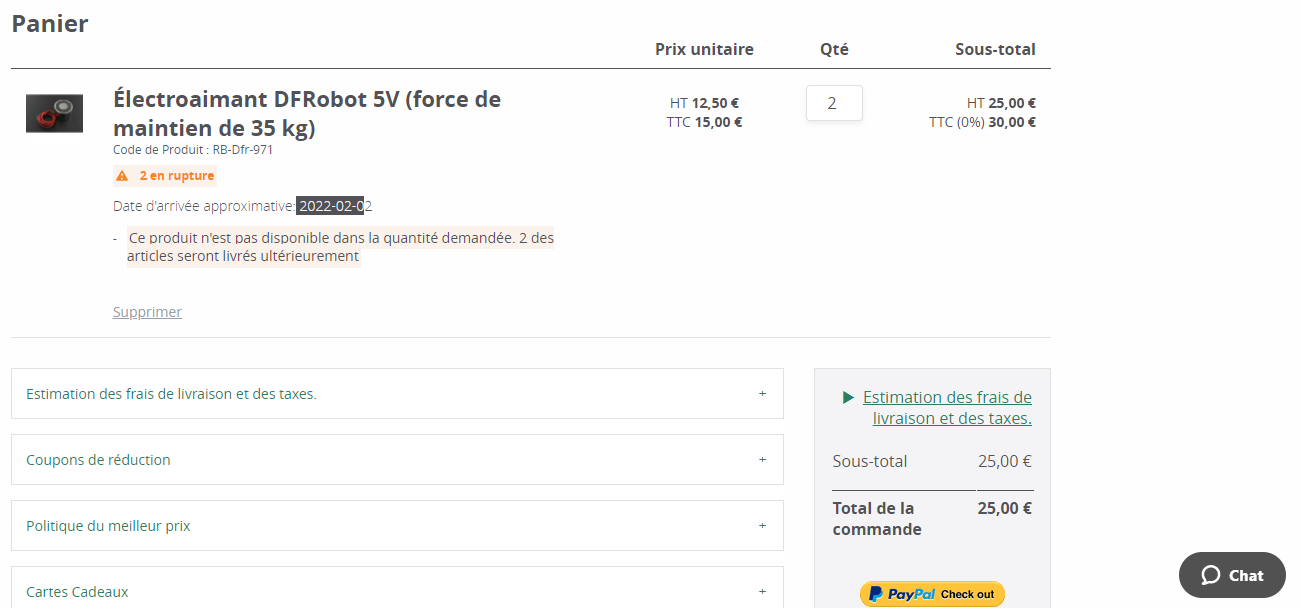 Panier
Prix unitaire Qté Sous-total
Électroaimant DFRobot 5V (force de
maintien de 35 kg)
HT 12,50 €
TTC 15,00 €
2
HT 25,00 €
TTC (0%) 30,00 €
Code de Produit : RB-Dfr-971
2 en rupture
Date d'arrivée approximative: 2022-02-02
- Ce produit n'est pas disponible dans la quantité demandée. 2 des
articles seront livrés ultérieurement
Supprimer
Estimation des frais de livraison et des taxes. +
Coupons de réduction +
Politique du meilleur prix +
Cartes Cadeaux +
Estimation des frais de
livraison et des taxes.
Sous-total 25,00 €
Total de la
commande
25,00 €
PayPal Check out
Chat